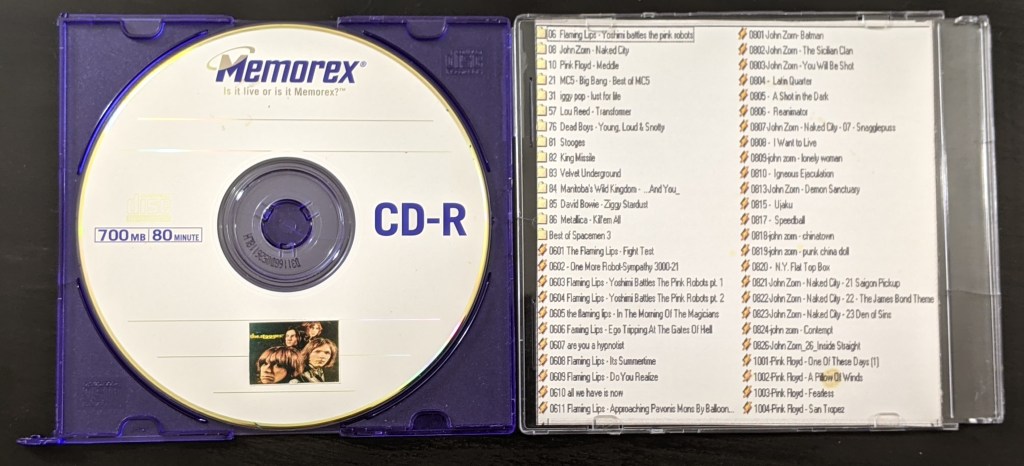 Memorex®
Is it live or is it Memorex?™
CD-R
700 MB 80 MINUTE
06 Flaming Lips - Yoshimi battles the pink robots
08 John Zorn - Naked City
10 Pink Floyd - Meddle
21 MC5 - Big Bang - Best of MC5
31 iggy pop - lust for life
57 Lou Reed - Transformer
76 Dead Boys - Young, Loud & Snotty
81 Stooges
82 King Missile
83 Velvet Underground
84 Manitoba's Wild Kingdom - ...And You_
85 David Bowie - Ziggy Stardust
86 Metallica - Kill'em All
Best of Spacemen 3
0601 The Flaming Lips - Fight Test
0602 - One More Robot-Sympathy 3000-21
0603 Flaming Lips - Yoshimi Battles The Pink Robots pt. 1
0604 Flaming Lips - Yoshimi Battles The Pink Robots pt. 2
0605 the flaming lips - In The Morning Of The Magicians
0606 Faming Lips - Ego Tripping At The Gates Of Hell
0607 are you a hypnotist
0608 Flaming Lips - Its Summertime
0609 Flaming Lips - Do You Realize
0610 all we have is now
0611 Flaming Lips - Approaching Pavonis Mons By Balloon...
0801-John Zorn- Batman
0802-John Zorn - The Sicilian Clan
0803-John Zorn - You Will Be Shot
0804 - Latin Quarter
0805 - A Shot in the Dark
0806 - Reanimator
0807-John Zorn - Naked City - 07 - Snagglepuss
0808 - I Want to Live
0809-john zorn - lonely woman
0810 - Igneous Ejaculation
0813-John Zorn - Demon Sanctuary
0815 - Ujaku
0817 - Speedball
0818-john zorn - chinatown
0819-john zorn - punk china doll
0820 - N.Y. Flat Top Box
0821-John Zorn - Naked City - 21 Saigon Pickup
0822-John Zorn - Naked City - 22 - The James Bond Theme
0823-John Zorn - Naked City - 23 Den of Sins
0824-john zorn - Contempt
0826-John Zorn_26_Inside Straight
1001-Pink Floyd - One Of These Days (1)
1002-Pink Floyd - A Pillow Of Winds
1003-Pink Floyd - Fearless
1004-Pink Floyd - San Tropez